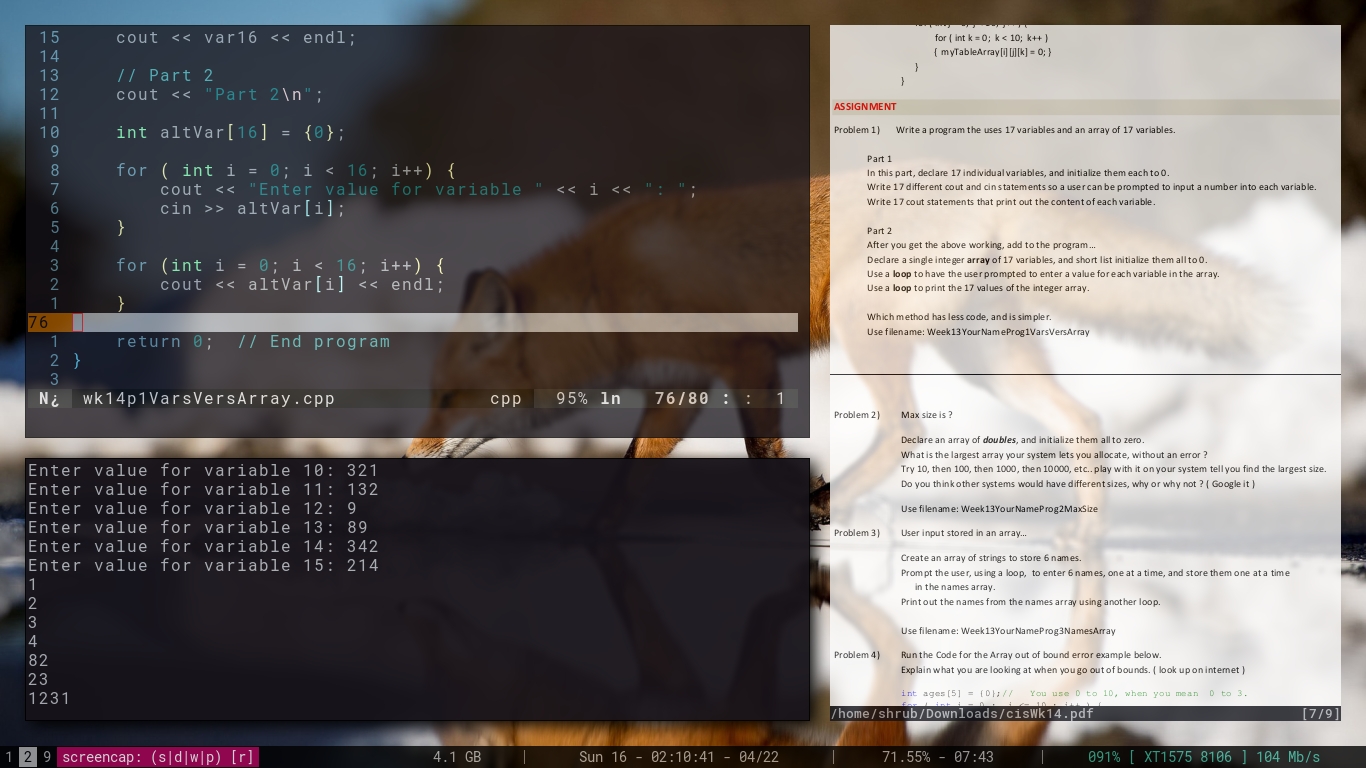 15     cout << var16 << endl;
14
13     // Part 2
12     cout << "Part 2\n";
11
10     int altVar[16] = {0};
9
8     for ( int i = 0; i < 16; i++) {
7         cout << "Enter value for variable " << i << ": ";
6         cin >> altVar[i];
5     }
4
3     for (int i = 0; i < 16; i++) {
2         cout << altVar[i] << endl;
1     }
76
1     return 0;  // End program
2 }
3
N¿ wk14p1VarsVersArray.cpp cpp 95% ln 76/80 : : 1
Enter value for variable 10: 321
Enter value for variable 11: 132
Enter value for variable 12: 9
Enter value for variable 13: 89
Enter value for variable 14: 342
Enter value for variable 15: 214
1
2
3
4
82
23
1231
for ( int k = 0; k < 10; k++ )
{ myTableArray[i][j][k] = 0; }
}
}
ASSIGNMENT
Problem 1) Write a program the uses 17 variables and an array of 17 variables.
Part 1
In this part, declare 17 individual variables, and initialize them each to 0.
Write 17 different cout and cin statements so a user can be prompted to input a number into each variable.
Write 17 cout statements that print out the content of each variable.
Part 2
After you get the above working, add to the program…
Declare a single integer array of 17 variables, and short list initialize them all to 0.
Use a loop to have the user prompted to enter a value for each variable in the array.
Use a loop to print the 17 values of the integer array.
Which method has less code, and is simpler.
Use filename: Week13YourNameProg1VarsVersArray
Problem 2) Max size is ?
Declare an array of doubles, and initialize them all to zero.
What is the largest array your system lets you allocate, without an error ?
Try 10, then 100, then 1000, then 10000, etc.. play with it on your system tell you find the largest size.
Do you think other systems would have different sizes, why or why not ? ( Google it )
Use filename: Week13YourNameProg2MaxSize
Problem 3) User input stored in an array…
Create an array of strings to store 6 names.
Prompt the user, using a loop, to enter 6 names, one at a time, and store them one at a time
in the names array.
Print out the names from the names array using another loop.
Use filename: Week13YourNameProg3NamesArray
Problem 4) Run the Code for the Array out of bound error example below.
Explain what you are looking at when you go out of bounds. ( look up on internet )
int ages[5] = {0};// You use 0 to 10, when you mean 0 to 3.
/home/shrub/Downloads/cisWk14.pdf [7/9]
1 2 9 screencap: (s|d|w|p) [r] 4.1 GB | Sun 16 - 02:10:41 - 04/22 | 71.55% - 07:43 | 091% [ XT1575 8106 ] 104 Mb/s